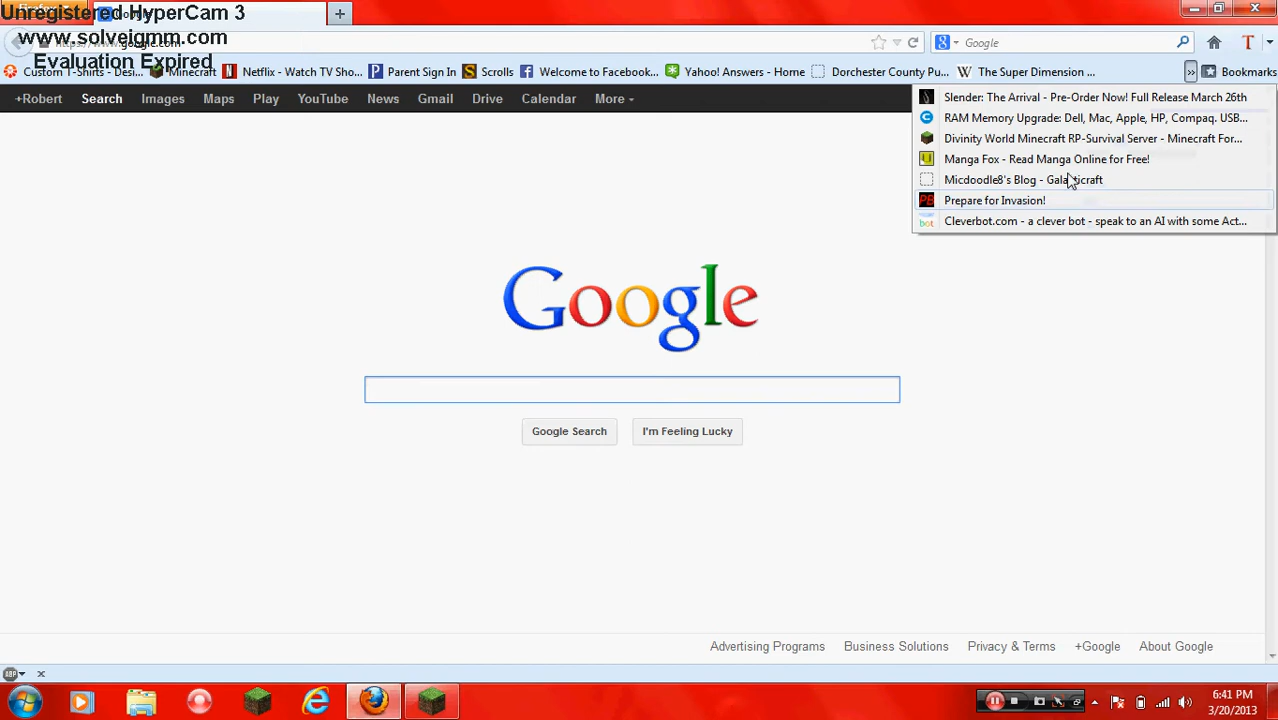 Unregistered HyperCam 3
www.solveigmm.com
Evaluation Expired
Google
Custom T-Shirts - Desi... Minecraft Netflix - Watch TV Sho... Parent Sign In Scrolls Welcome to Facebook... Yahoo! Answers - Home Dorchester County Pu... The Super Dimension ... » Bookmarks
+Robert Search Images Maps Play YouTube News Gmail Drive Calendar More
Slender: The Arrival - Pre-Order Now! Full Release March 26th
RAM Memory Upgrade: Dell, Mac, Apple, HP, Compaq. USB...
Divinity World Minecraft RP-Survival Server - Minecraft For...
Manga Fox - Read Manga Online for Free!
Micdoodle8's Blog - Galacticraft
Prepare for Invasion!
Cleverbot.com - a clever bot - speak to an AI with some Act...
Google
Google Search I'm Feeling Lucky
Advertising Programs Business Solutions Privacy & Terms +Google About Google
ABP
6:41 PM
3/20/2013